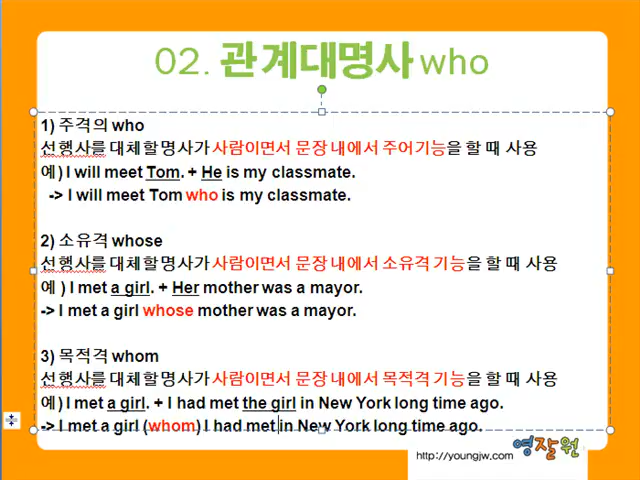 02. 관계대명사 who
1) 주격의 who
선행사를 대체할 명사가 사람이면서 문장 내에서 주어기능을 할 때 사용
예) I will meet Tom. + He is my classmate.
-> I will meet Tom who is my classmate.
2) 소유격 whose
선행사를 대체할 명사가 사람이면서 문장 내에서 소유격 기능을 할 때 사용
예 ) I met a girl. + Her mother was a mayor.
-> I met a girl whose mother was a mayor.
3) 목적격 whom
선행사를 대체할 명사가 사람이면서 문장 내에서 목적격 기능을 할 때 사용
예) I met a girl. + I had met the girl in New York long time ago.
-> I met a girl (whom) I had met in New York long time ago.
http://youngjw.com 영잘원